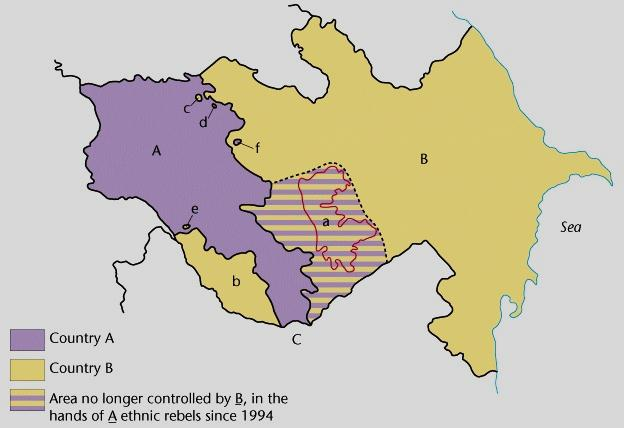 c
d
A
f
B
e
a
Sea
b
C
Country A
Country B
Area no longer controlled by B, in the
hands of A ethnic rebels since 1994